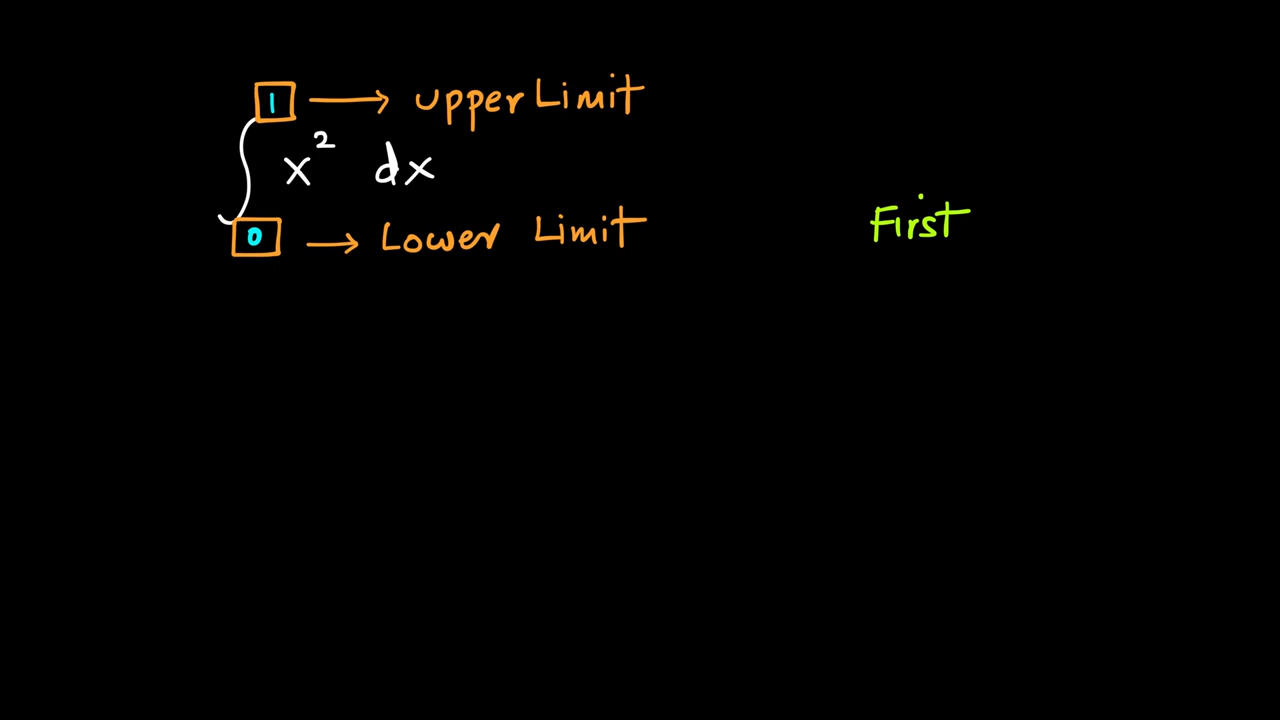 1 → upper Limit
∫ x² dx
0 → Lower Limit
First